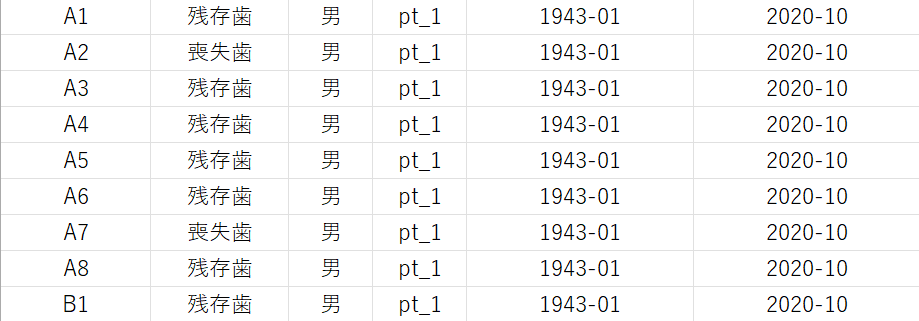 A1 残存歯 男 pt_1 1943-01 2020-10
A2 喪失歯 男 pt_1 1943-01 2020-10
A3 残存歯 男 pt_1 1943-01 2020-10
A4 残存歯 男 pt_1 1943-01 2020-10
A5 残存歯 男 pt_1 1943-01 2020-10
A6 残存歯 男 pt_1 1943-01 2020-10
A7 喪失歯 男 pt_1 1943-01 2020-10
A8 残存歯 男 pt_1 1943-01 2020-10
B1 残存歯 男 pt_1 1943-01 2020-10